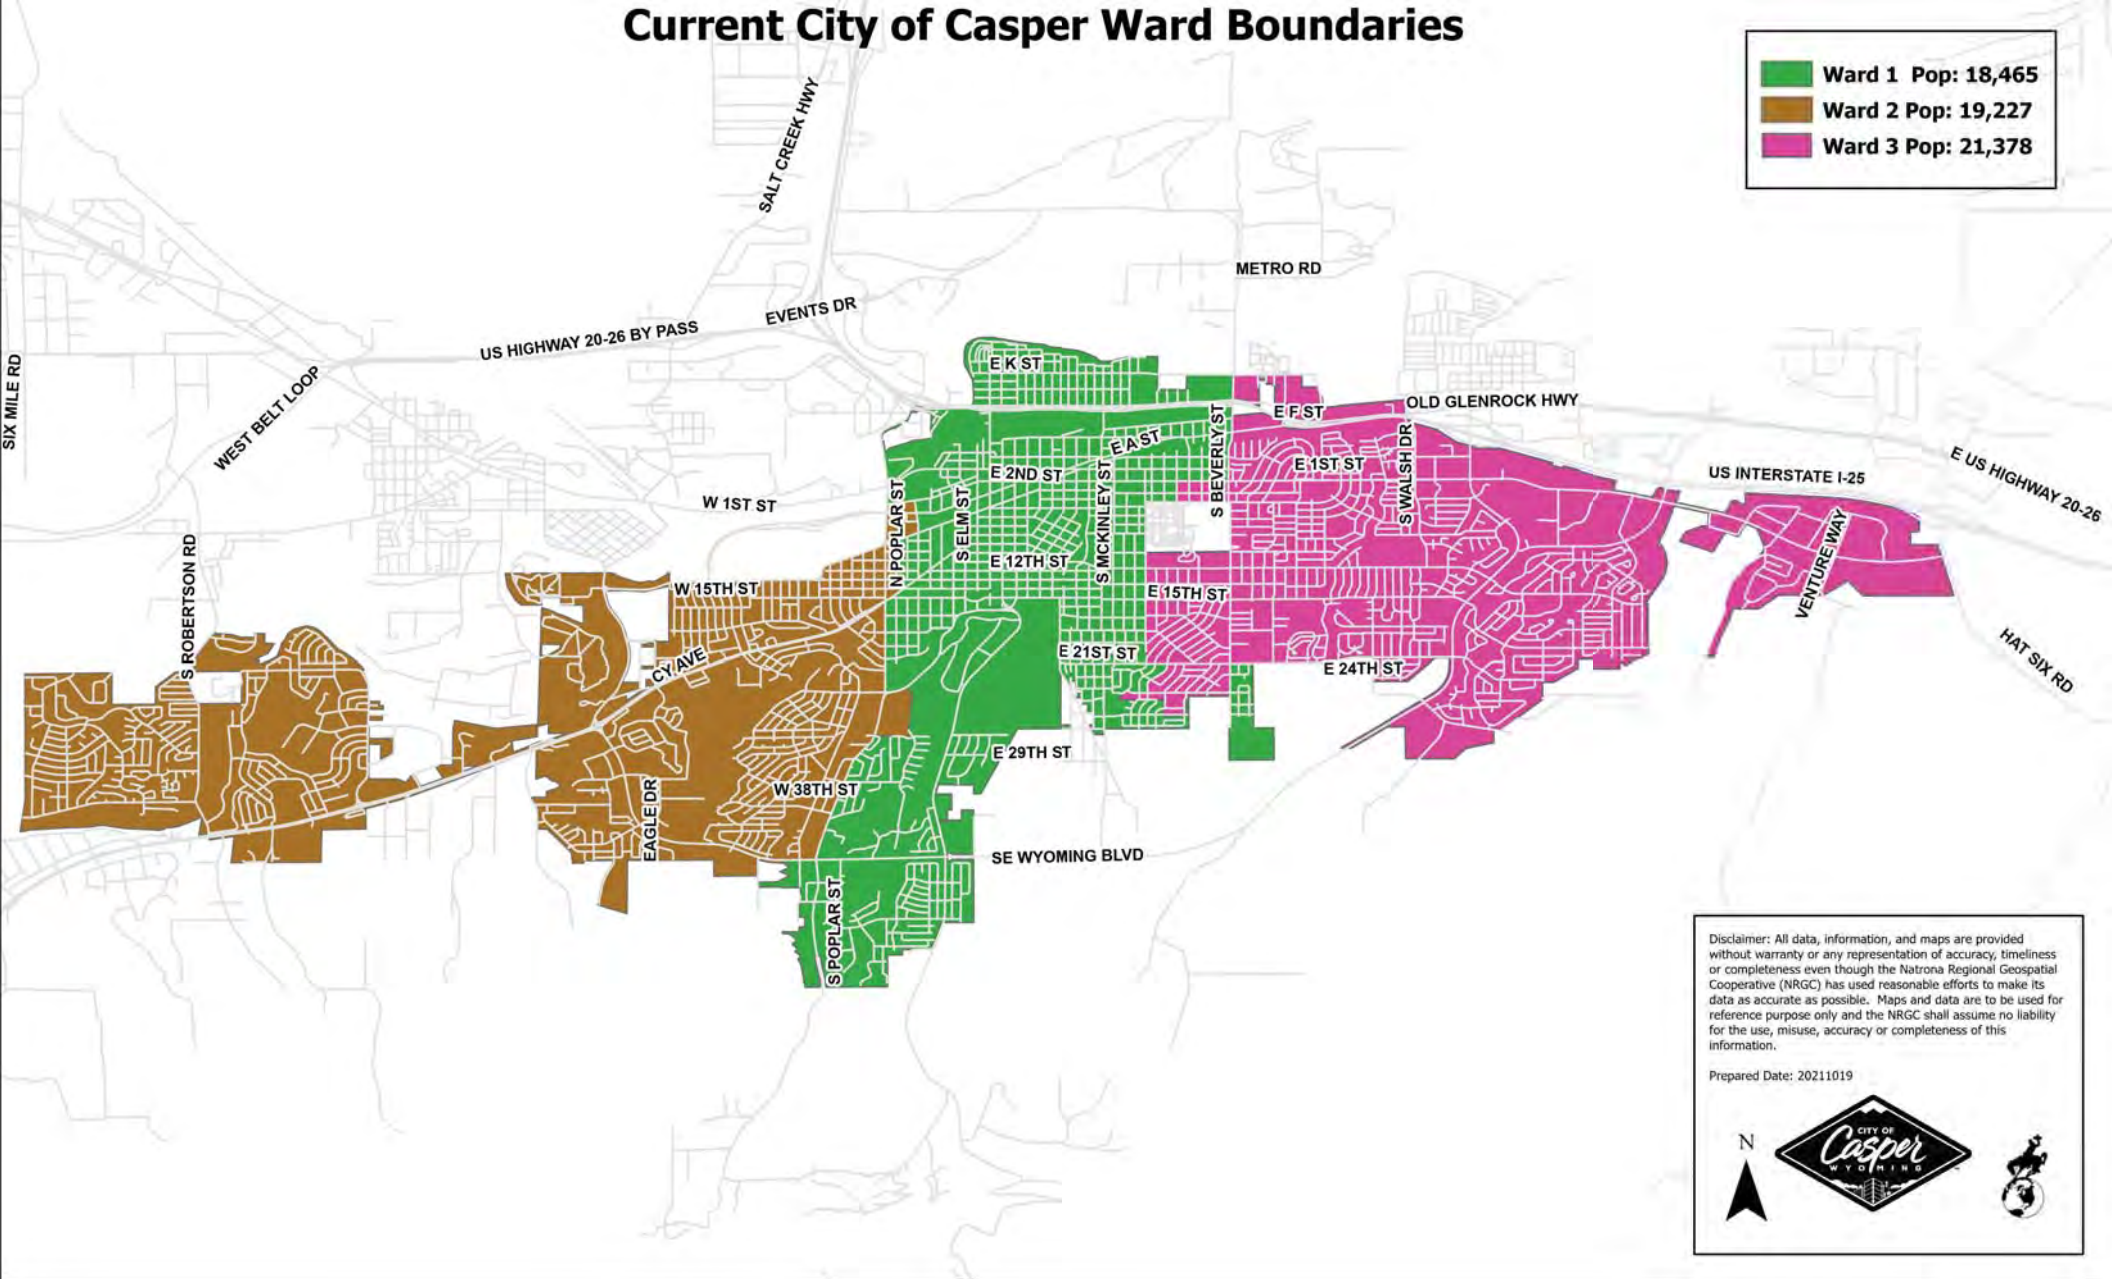 Current City of Casper Ward Boundaries
Ward 1 Pop: 18,465
Ward 2 Pop: 19,227
Ward 3 Pop: 21,378
SALT CREEK HWY
METRO RD
EVENTS DR
US HIGHWAY 20-26 BY PASS
SIX MILE RD
WEST BELT LOOP
E K ST
OLD GLENROCK HWY
E F ST
E A ST
S BEVERLY ST
S WALSH DR
E 1ST ST
E 2ND ST
US INTERSTATE I-25
E US HIGHWAY 20-26
W 1ST ST
N POPLAR ST
S ELM ST
S MCKINLEY ST
E 12TH ST
S ROBERTSON RD
W 15TH ST
E 15TH ST
VENTURE WAY
HAT SIX RD
CY AVE
E 21ST ST
E 24TH ST
E 29TH ST
W 38TH ST
EAGLE DR
SE WYOMING BLVD
S POPLAR ST
Disclaimer: All data, information, and maps are provided
without warranty or any representation of accuracy, timeliness
or completeness even though the Natrona Regional Geospatial
Cooperative (NRGC) has used reasonable efforts to make its
data as accurate as possible. Maps and data are to be used for
reference purpose only and the NRGC shall assume no liability
for the use, misuse, accuracy or completeness of this
information.
Prepared Date: 20211019
N
CITY OF
Casper
WYOMING